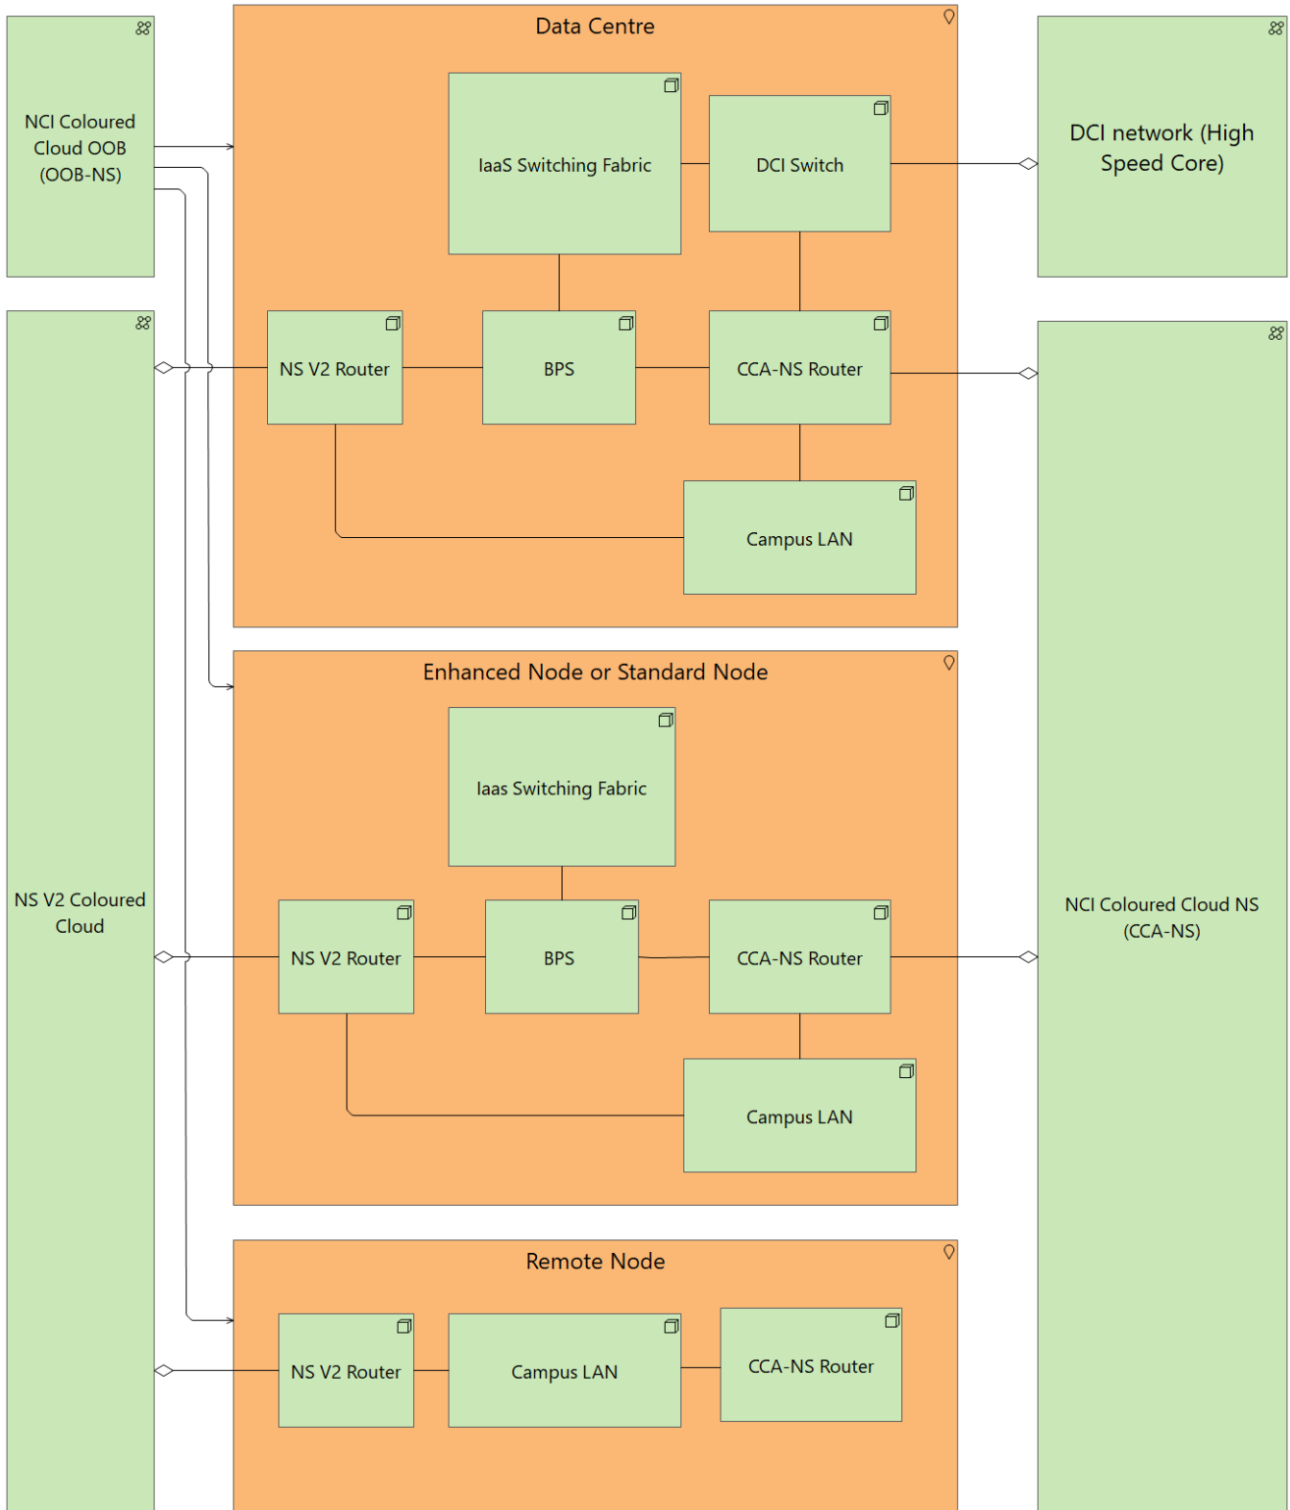 NCI Coloured
Cloud OOB
(OOB-NS)
Data Centre
IaaS Switching Fabric
DCI Switch
DCI network (High
Speed Core)
NS V2 Router
BPS
CCA-NS Router
Campus LAN
Enhanced Node or Standard Node
Iaas Switching Fabric
NS V2 Coloured
Cloud
NS V2 Router
BPS
CCA-NS Router
NCI Coloured Cloud NS
(CCA-NS)
Campus LAN
Remote Node
NS V2 Router
Campus LAN
CCA-NS Router